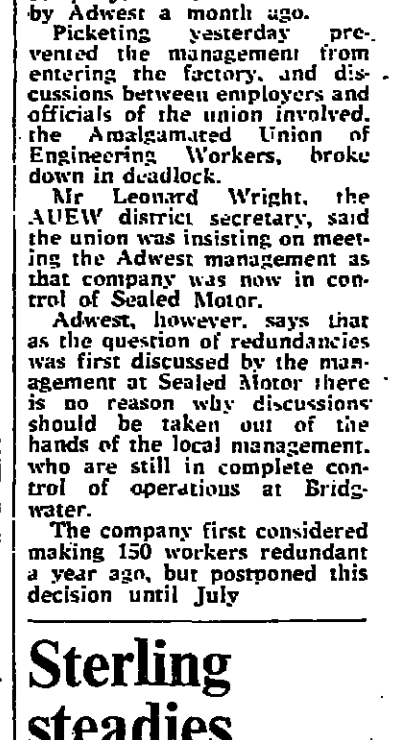 by Adwest a month ago.
Picketing yesterday pre-
vented the management from
entering the factory, and dis-
cussions between employers and
officials of the union involved,
the Amalgamated Union of
Engineering Workers, broke
down in deadlock.
Mr Leonard Wright, the
AUEW district secretary, said
the union was insisting on meet-
ing the Adwest management as
that company was now in con-
trol of Sealed Motor.
Adwest, however, says that
as the question of redundancies
was first discussed by the man-
agement at Sealed Motor there
is no reason why discussions
should be taken out of the
hands of the local management,
who are still in complete con-
trol of operations at Bridg-
water.
The company first considered
making 150 workers redundant
a year ago, but postponed this
decision until July
Sterling
steadies